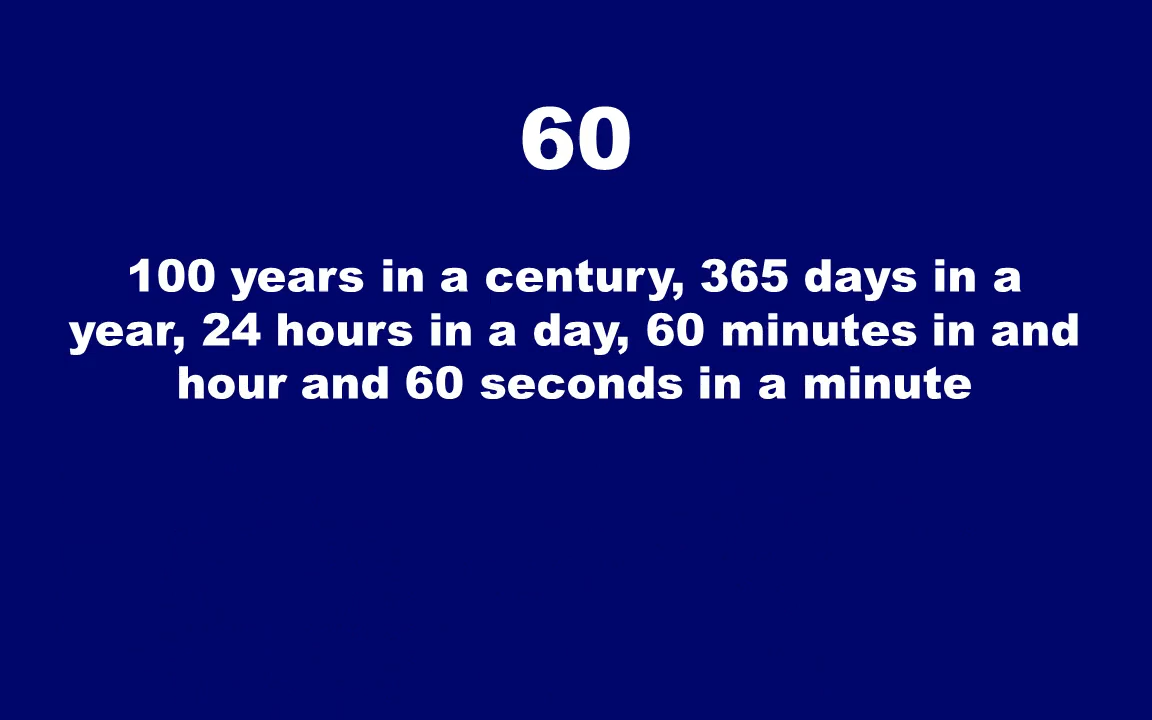 60
100 years in a century, 365 days in a
year, 24 hours in a day, 60 minutes in and
hour and 60 seconds in a minute